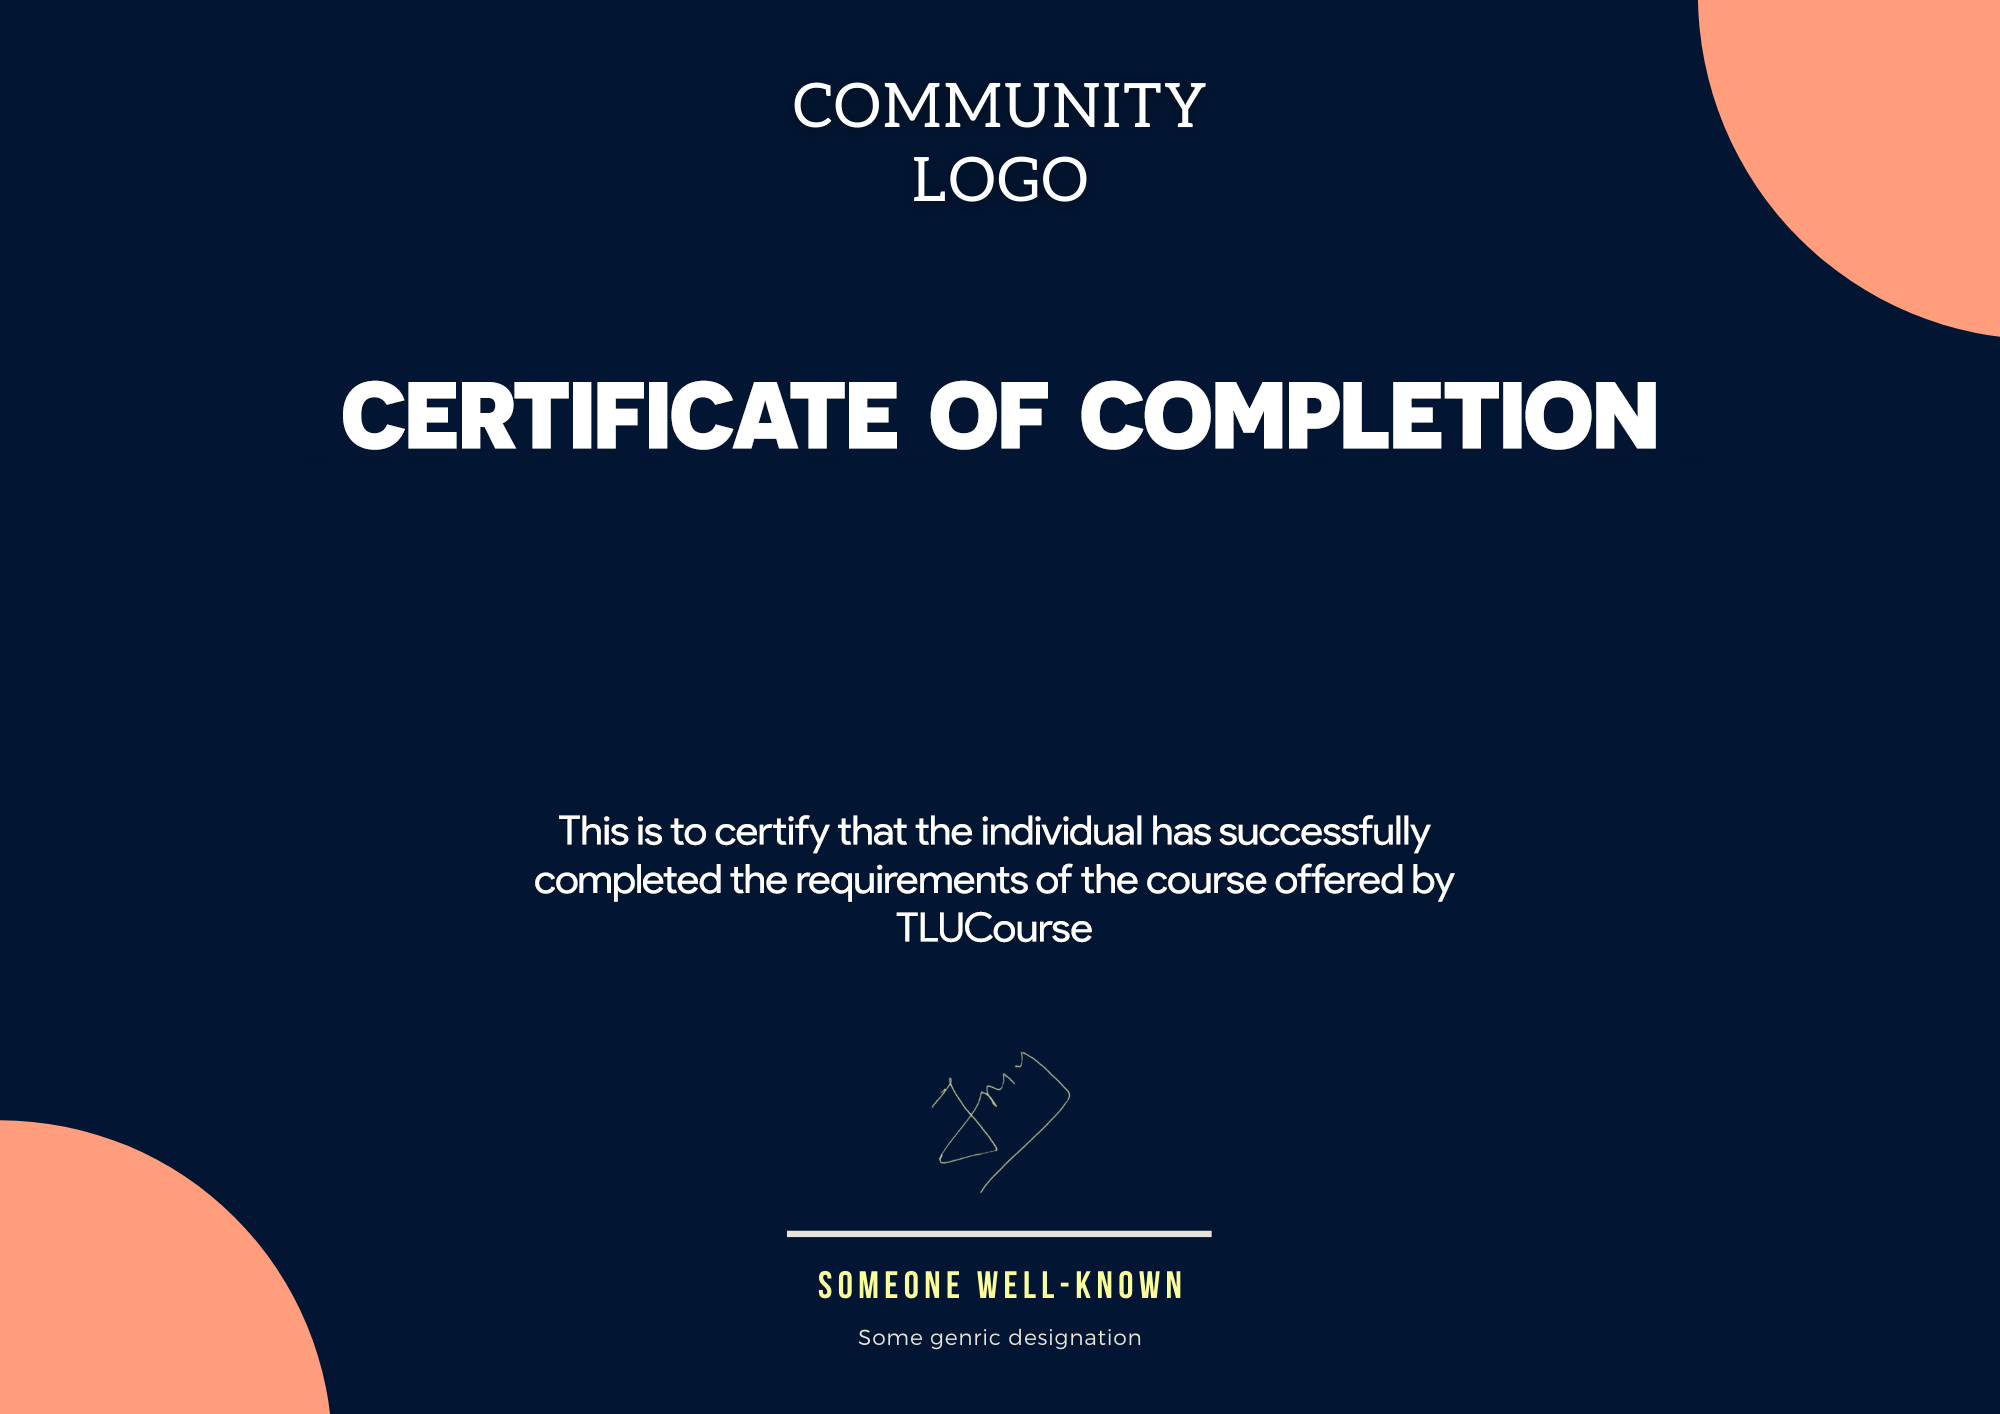 COMMUNITY
LOGO
CERTIFICATE OF COMPLETION
This is to certify that the individual has successfully
completed the requirements of the course offered by
TLUCourse
SOMEONE WELL-KNOWN
Some genric designation